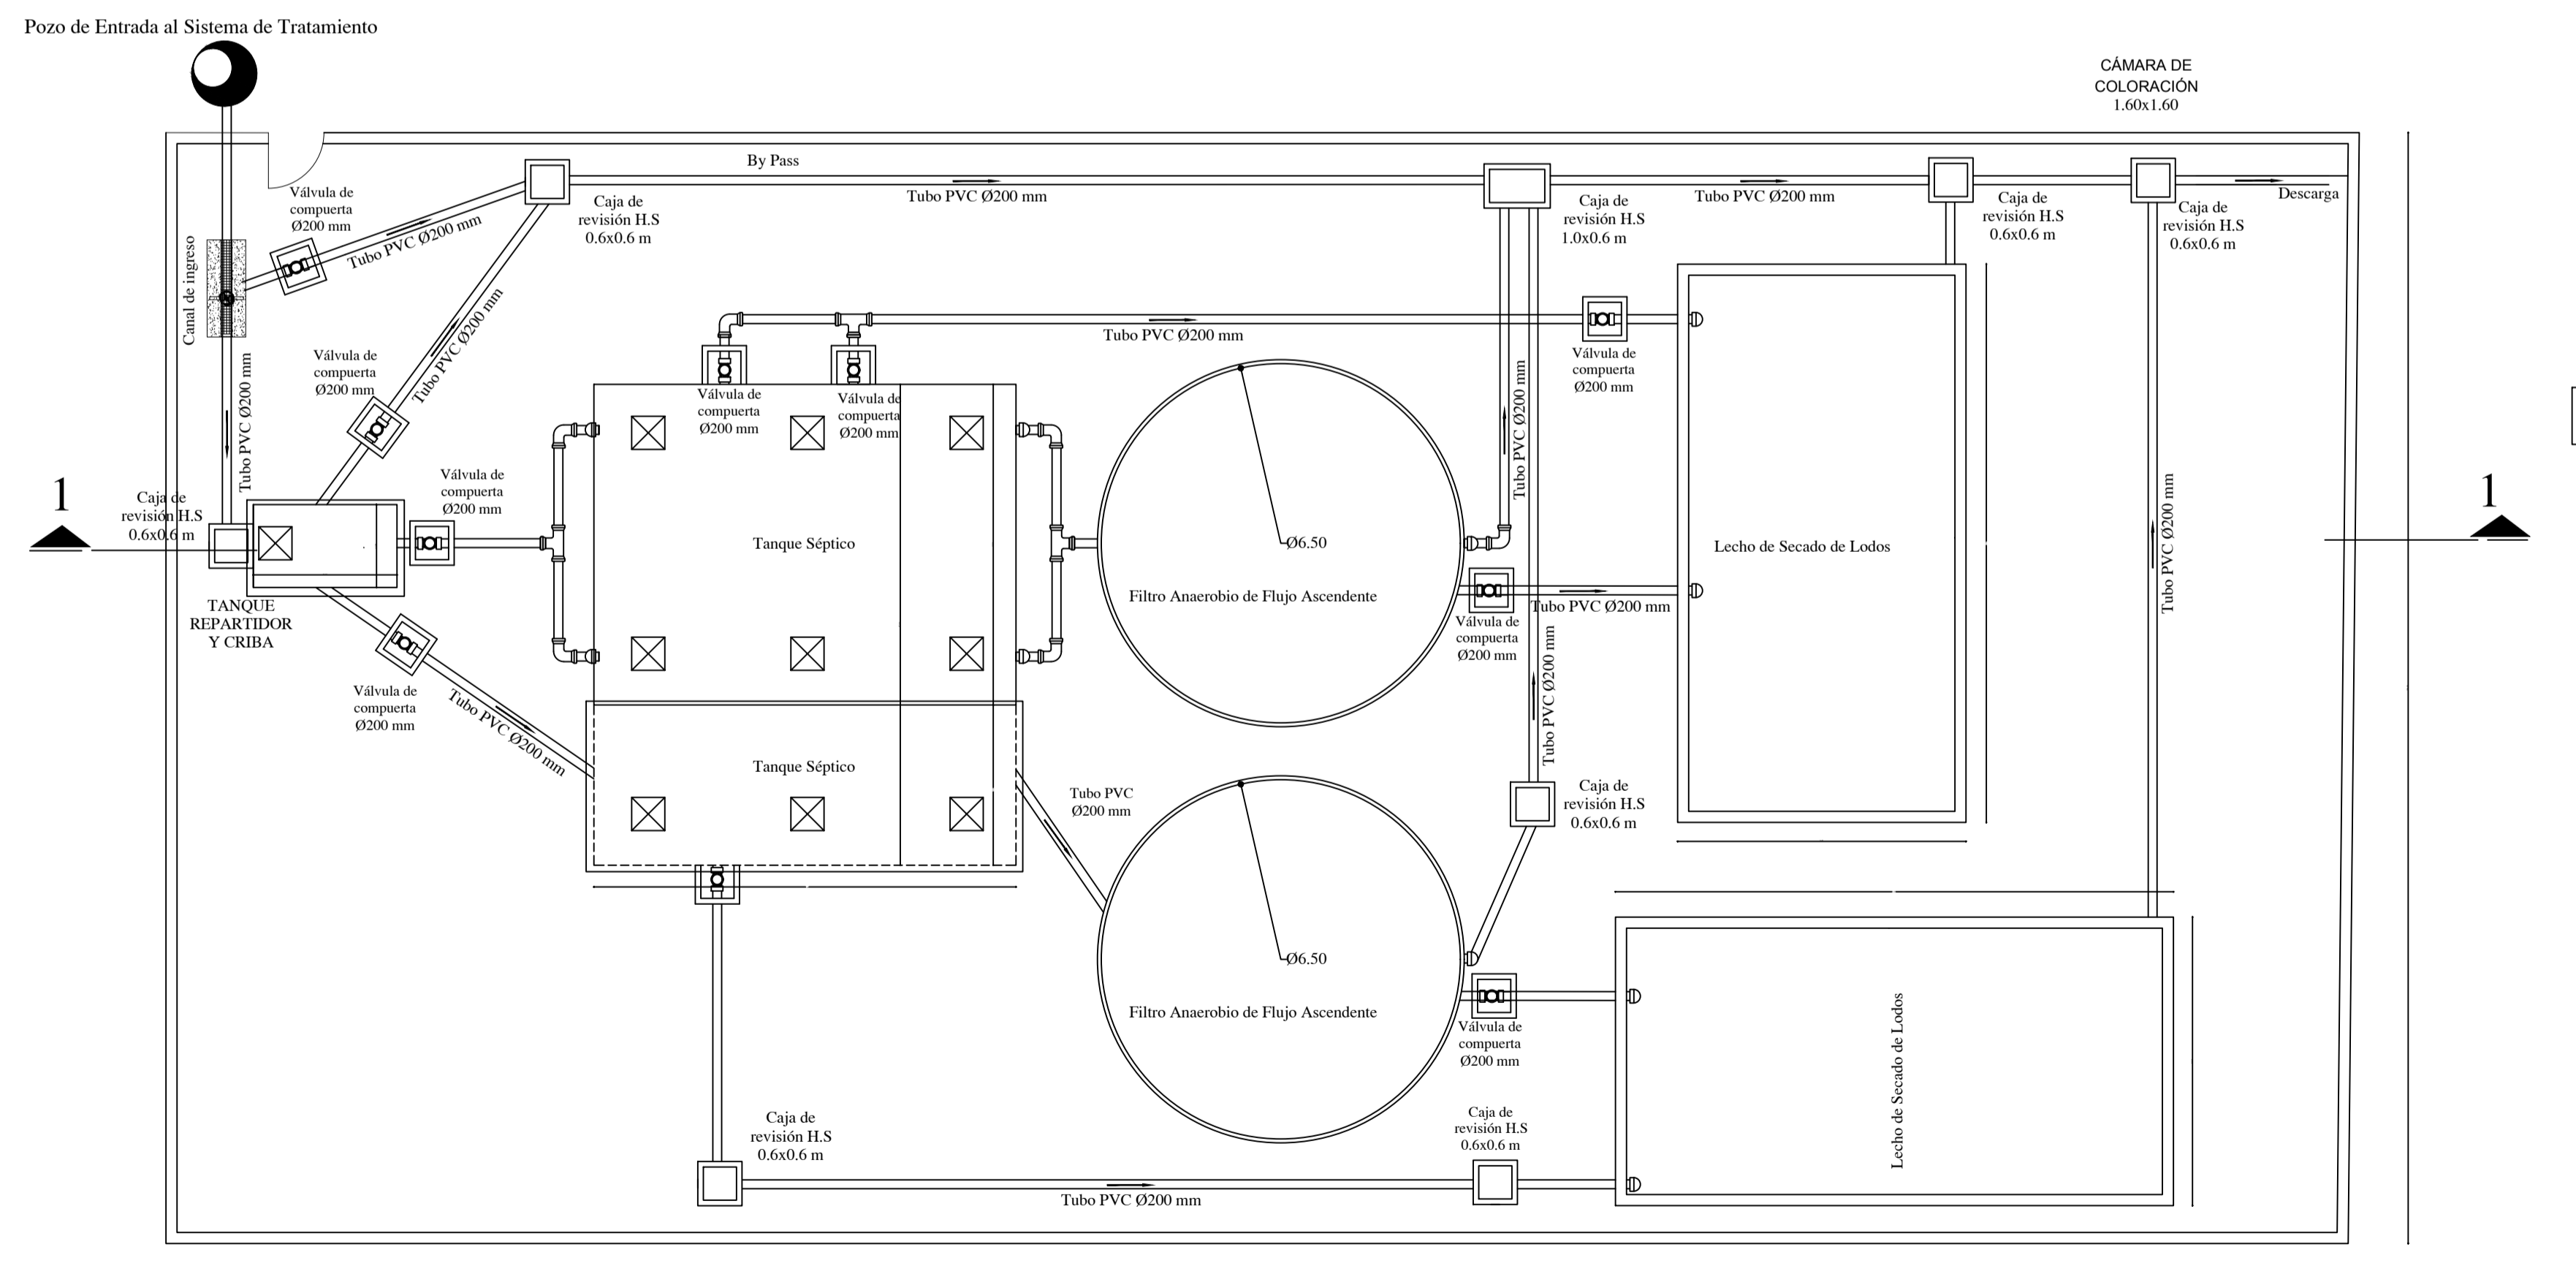 Pozo de Entrada al Sistema de Tratamiento
CÁMARA DE
COLORACIÓN
1.60x1.60
By Pass
Tubo PVC Ø200 mm
Tubo PVC Ø200 mm
Descarga
Válvula de
compuerta
Ø200 mm
Tubo PVC Ø200 mm
Caja de
revisión H.S
0.6x0.6 m
Caja de
revisión H.S
1.0x0.6 m
Caja de
revisión H.S
0.6x0.6 m
Caja de
revisión H.S
0.6x0.6 m
Canal de ingreso
Tubo PVC Ø200 mm
Válvula de
compuerta
Ø200 mm
Tubo PVC Ø200 mm
Tubo PVC Ø200 mm
Válvula de
compuerta
Ø200 mm
Válvula de
compuerta
Ø200 mm
Válvula de
compuerta
Ø200 mm
Tubo PVC Ø200 mm
1
Caja de
revisión H.S
0.6x0.6 m
Válvula de
compuerta
Ø200 mm
Tanque Séptico
Ø6.50
Filtro Anaerobio de Flujo Ascendente
Lecho de Secado de Lodos
Tubo PVC Ø200 mm
1
TANQUE
REPARTIDOR
Y CRIBA
Válvula de
compuerta
Ø200 mm
Tubo PVC Ø200 mm
Tubo PVC Ø200 mm
Válvula de
compuerta
Ø200 mm
Tubo PVC Ø200 mm
Tubo PVC Ø200 mm
Tanque Séptico
Tubo PVC
Ø200 mm
Caja de
revisión H.S
0.6x0.6 m
Ø6.50
Filtro Anaerobio de Flujo Ascendente
Válvula de
compuerta
Ø200 mm
Lecho de Secado de Lodos
Caja de
revisión H.S
0.6x0.6 m
Caja de
revisión H.S
0.6x0.6 m
Tubo PVC Ø200 mm